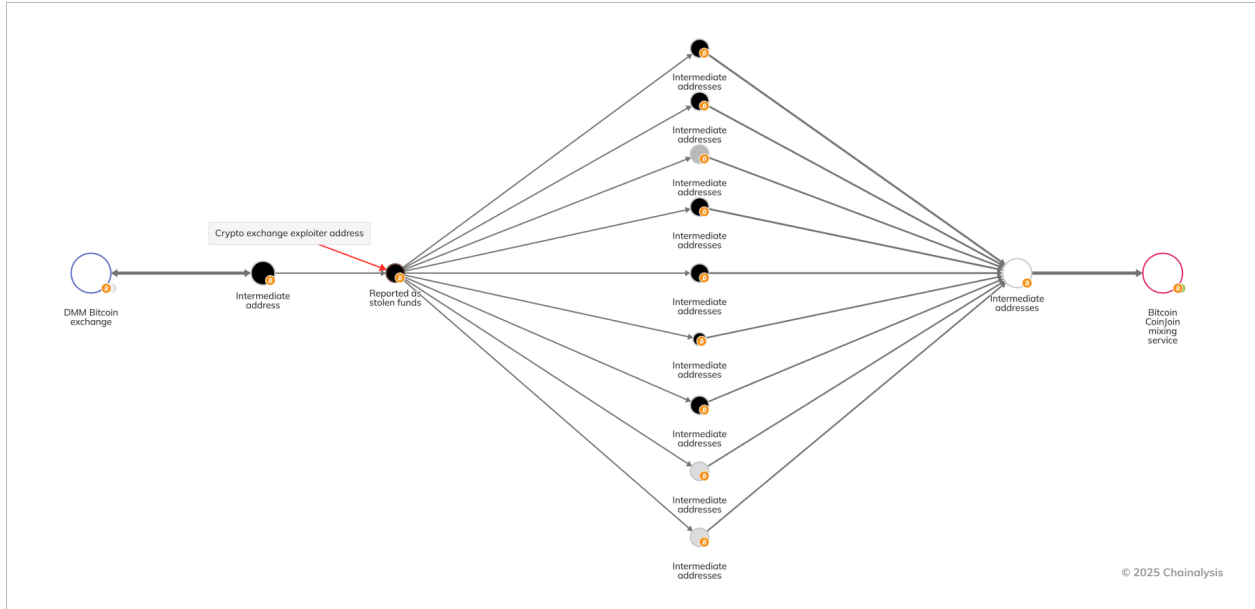 Intermediate
addresses
Intermediate
addresses
Intermediate
addresses
Intermediate
addresses
Crypto exchange exploiter address
DMM Bitcoin
exchange
Intermediate
address
Reported as
stolen funds
Intermediate
addresses
Intermediate
addresses
Intermediate
addresses
Intermediate
addresses
Intermediate
addresses
Intermediate
addresses
Bitcoin
CoinJoin
mixing
service
© 2025 Chainalysis